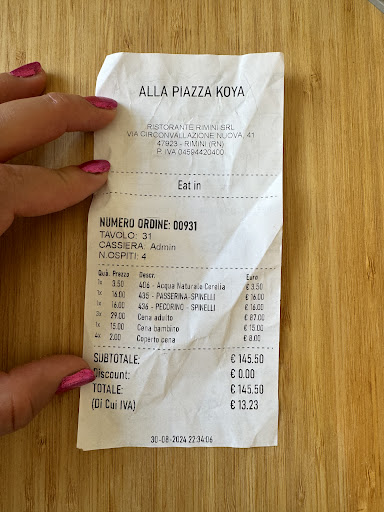 ALLA PIAZZA KOYA
RISTORANTE RIMINI SRL
VIA CIRCONVALLAZIONE NUOVA, 41
47923 - RIMINI (RN)
P. IVA 04594420400
Eat in
NUMERO ORDINE: 00931
TAVOLO: 31
CASSIERA: Admin
N.OSPITI: 4
Qua. Prezzo Descr. Euro
1x 3.50 406 - Acqua Naturale Cerelia € 3.50
1x 16.00 435 - PASSERINA-SPINELLI € 16.00
1x 16.00 436 - PECORINO - SPINELLI € 16.00
3x 29.00 Cena adulto € 87.00
1x 15.00 Cena bambino € 15.00
4x 2.00 Coperto cena € 8.00
SUBTOTALE: € 145.50
Discount: € 0.00
TOTALE: € 145.50
(Di Cui IVA) € 13.23
30-08-2024 22:34:06